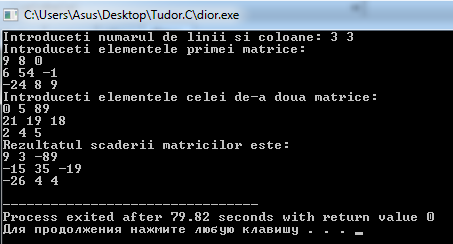 C:\Users\Asus\Desktop\Tudor.C\dior.exe
Introduceti numarul de linii si coloane: 3 3
Introduceti elementele primei matrice:
9 8 0
6 54 -1
-24 8 9
Introduceti elementele celei de-a doua matrice:
0 5 89
21 19 18
2 4 5
Rezultatul scaderii matricilor este:
9 3 -89
-15 35 -19
-26 4 4
--------------------------------
Process exited after 79.82 seconds with return value 0
Для продолжения нажмите любую клавишу . . . _